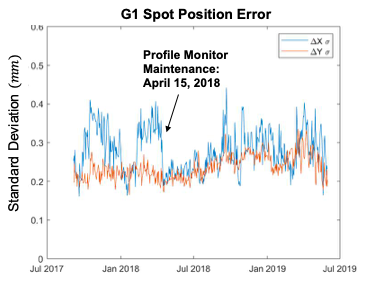 G1 Spot Position Error
0.6
0.5
0.4
0.3
0.2
0.1
0
Standard Deviation (mm)
Profile Monitor
Maintenance:
April 15, 2018
ΔX σ
ΔY σ
Jul 2017
Jan 2018
Jul 2018
Jan 2019
Jul 2019